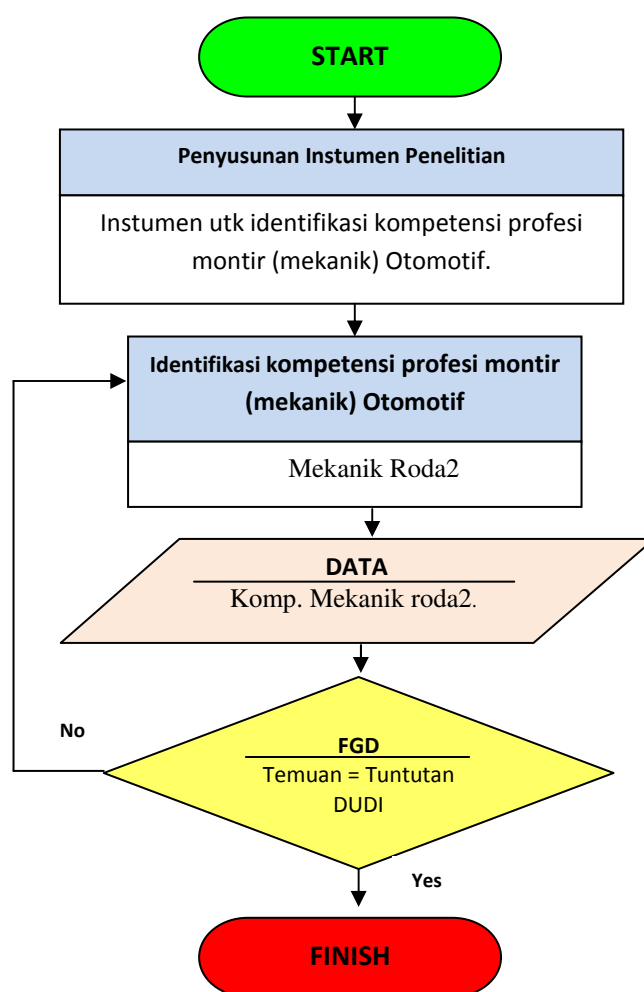 START
Penyusunan Instumen Penelitian
Instumen utk identifikasi kompetensi profesi
montir (mekanik) Otomotif.
Identifikasi kompetensi profesi montir
(mekanik) Otomotif
Mekanik Roda2
DATA
Komp. Mekanik roda2.
No
FGD
Temuan = Tuntutan
DUDI
Yes
FINISH